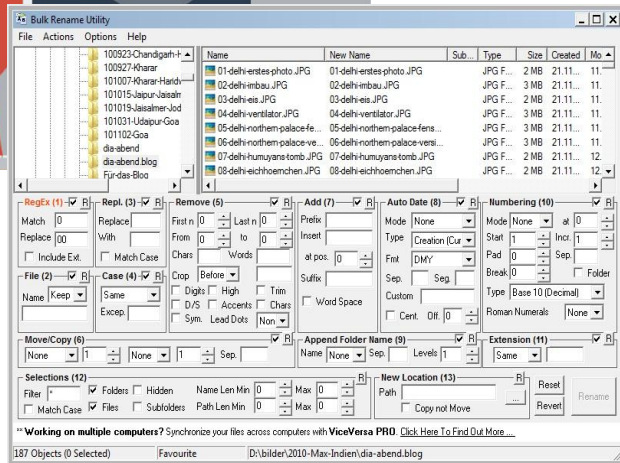 Bulk Rename Utility
File Actions Options Help
100923-Chandigarh-H
100927-Kharar
101007-Kharar-Haridw
101015-Jaipur-Jaisalm
101019-Jaisalmer-Jod
101031-Udaipur-Goa
101102-Goa
dia-abend
dia-abend.blog
Für-das-Blog
Name New Name Sub... Type Size Created Mo
01-delhi-erstes-photo.JPG 01-delhi-erstes-photo.JPG JPG F... 2 MB 21.11... 11.
02-delhi-imbau.JPG 02-delhi-imbau.JPG JPG F... 3 MB 21.11... 11.
03-delhi-eis.JPG 03-delhi-eis.JPG JPG F... 2 MB 21.11... 11.
04-delhi-ventilator.JPG 04-delhi-ventilator.JPG JPG F... 3 MB 21.11... 11.
05-delhi-northern-palace-fe... 05-delhi-northern-palace-fens... JPG F... 2 MB 21.11... 11.
06-delhi-northern-palace-ve... 06-delhi-northern-palace-versi... JPG F... 3 MB 21.11... 11.
07-delhi-humuyans-tomb.JPG 07-delhi-humuyans-tomb.JPG JPG F... 2 MB 21.11... 12.
08-delhi-eichhoernchen.JPG 08-delhi-eichhoernchen.JPG JPG F... 3 MB 21.11... 12.
RegEx (1) R Repl. (3) R Remove (5) R Add (7) R Auto Date (8) R Numbering (10) R
Match 0 Replace First n 0 Last n 0 Prefix Mode None Mode None at 0
Replace 00 With From 0 to 0 Insert Type Creation (Cur Start 1 Incr. 1
Include Ext. Match Case Chars Words at pos. 0 Fmt DMY Pad 0 Sep.
File (2) R Case (4) R Crop Before Suffix Sep. Seg. Break 0 Folder
Name Keep Same Digits High Trim Word Space Custom Type Base 10 (Decimal)
Excep. D/S Accents Chars Cent. Off. 0 Roman Numerals None
Sym. Lead Dots Non
Move/Copy (6) R Append Folder Name (9) R Extension (11) R
None 1 None 1 Sep. Name None Sep. Levels 1 Same
Selections (12) R New Location (13) R Reset
Filter * Folders Hidden Name Len Min 0 Max 0 Path ... Rename
Match Case Files Subfolders Path Len Min 0 Max 0 Copy not Move Revert
** Working on multiple computers? Synchronize your files across computers with ViceVersa PRO. Click Here To Find Out More ...
187 Objects (0 Selected) Favourite D:\bilder\2010-Max-Indien\dia-abend.blog